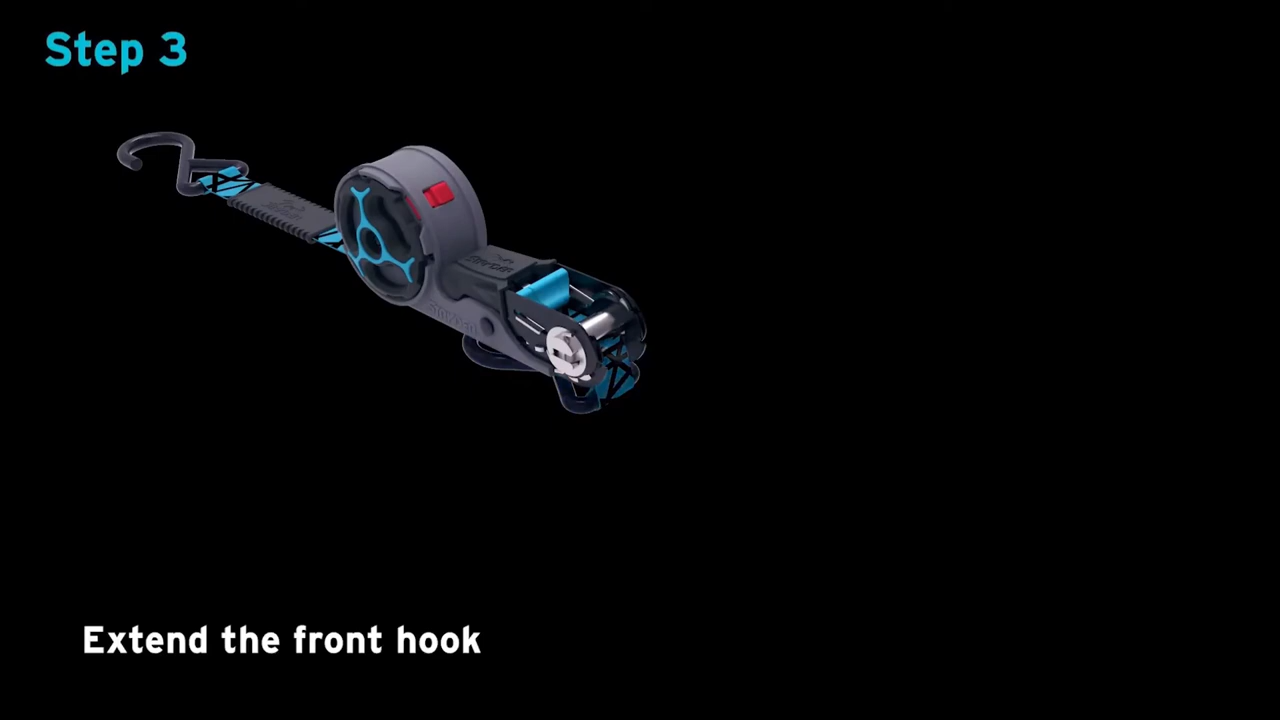 Step 3
Extend the front hook